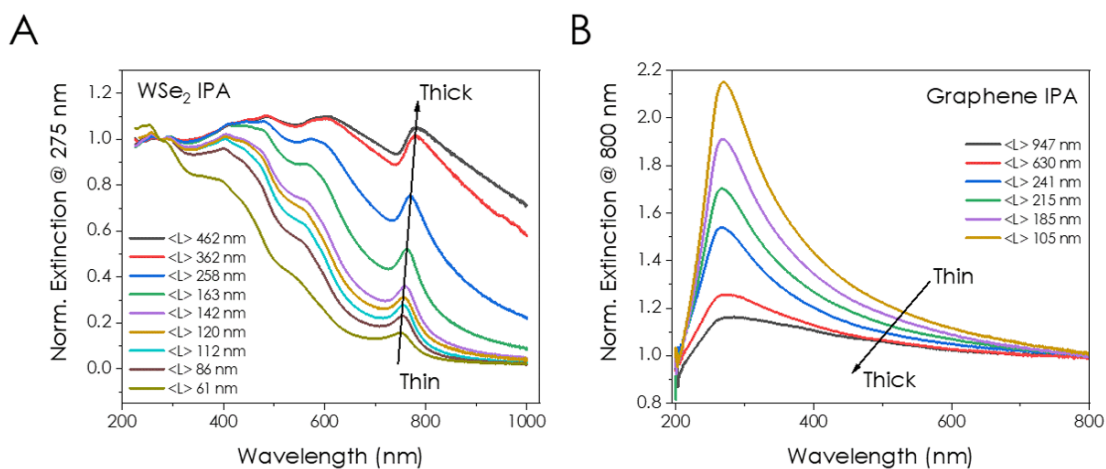 A
Norm. Extinction @ 275 nm
WSe₂ IPA
Thick
1.2
1.0
0.8
0.6
0.4
0.2
0.0
<L> 462 nm
<L> 362 nm
<L> 258 nm
<L> 163 nm
<L> 142 nm
<L> 120 nm
<L> 112 nm
<L> 86 nm
<L> 61 nm
Thin
200 400 600 800 1000
Wavelength (nm)
B
Norm. Extinction @ 800 nm
2.2
2.0
1.8
1.6
1.4
1.2
1.0
0.8
Graphene IPA
<L> 947 nm
<L> 630 nm
<L> 241 nm
<L> 215 nm
<L> 185 nm
<L> 105 nm
Thin
Thick
200 400 600 800
Wavelength (nm)